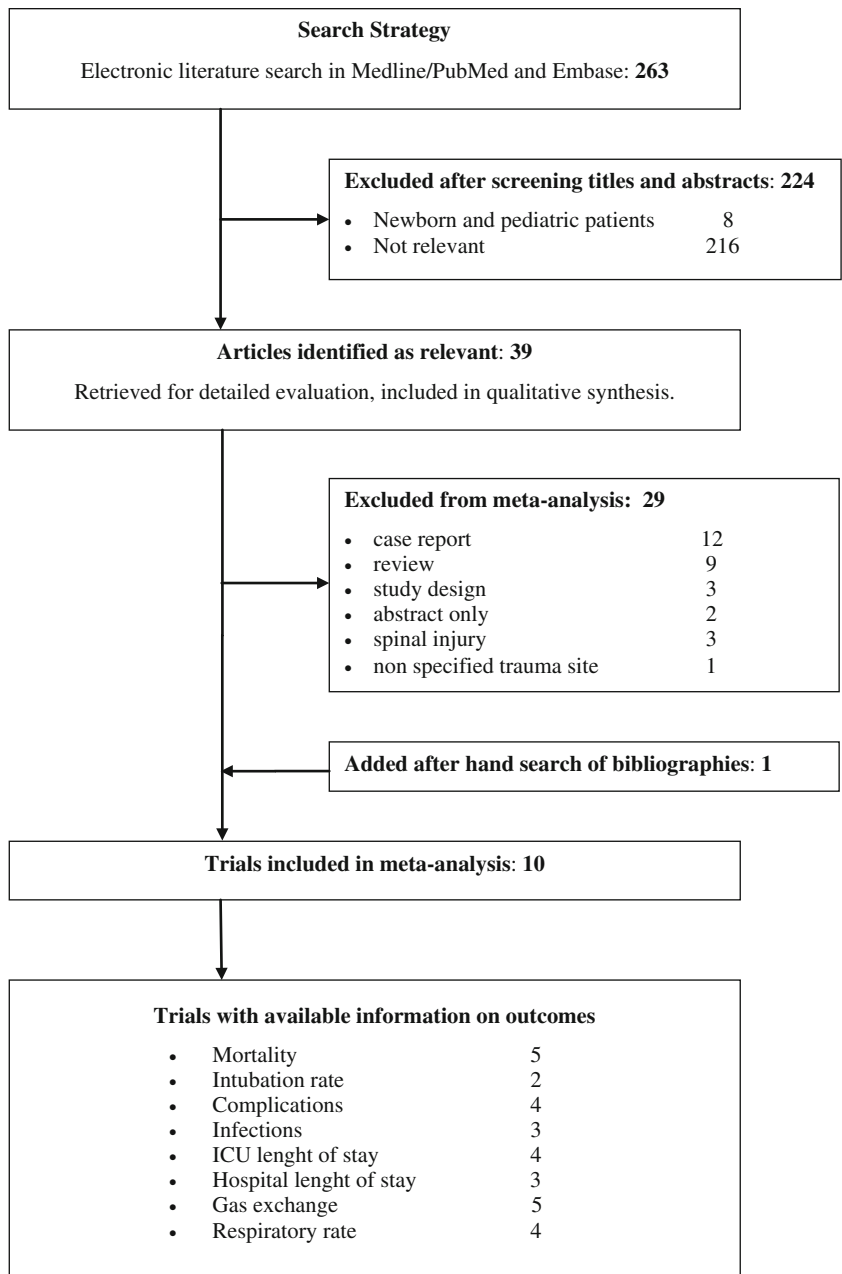 Search Strategy
Electronic literature search in Medline/PubMed and Embase: 263
Excluded after screening titles and abstracts: 224
• Newborn and pediatric patients 8
• Not relevant 216
Articles identified as relevant: 39
Retrieved for detailed evaluation, included in qualitative synthesis.
Excluded from meta-analysis: 29
• case report 12
• review 9
• study design 3
• abstract only 2
• spinal injury 3
• non specified trauma site 1
Added after hand search of bibliographies: 1
Trials included in meta-analysis: 10
Trials with available information on outcomes
• Mortality 5
• Intubation rate 2
• Complications 4
• Infections 3
• ICU lenght of stay 4
• Hospital lenght of stay 3
• Gas exchange 5
• Respiratory rate 4